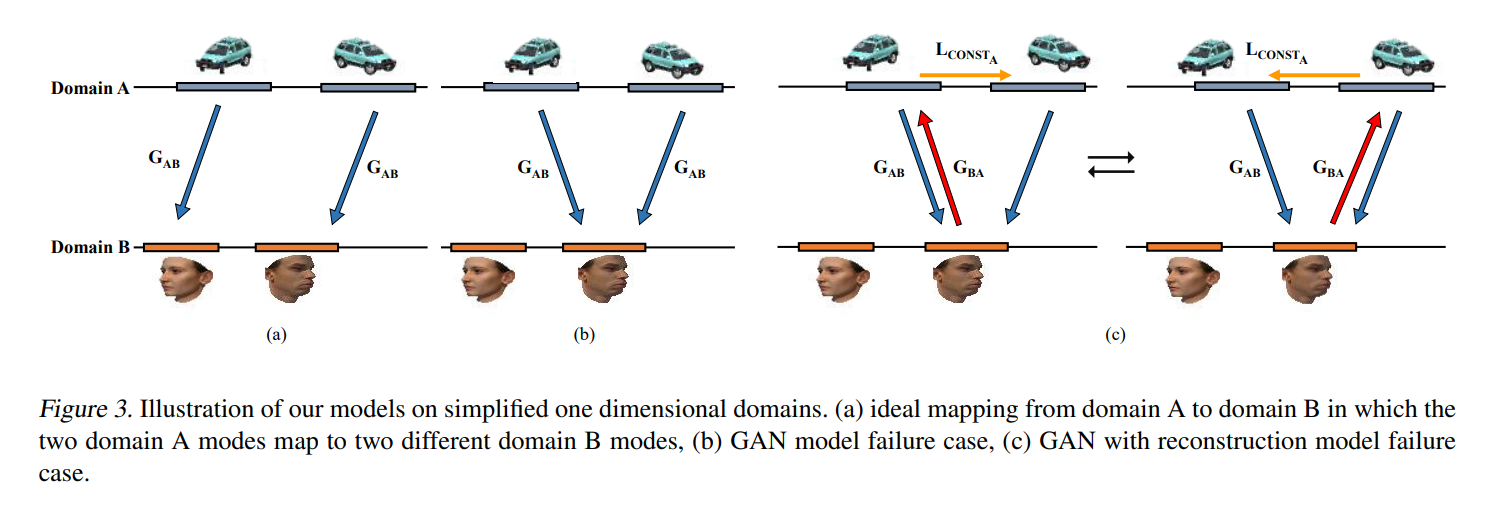 L_CONST_A
L_CONST_A
Domain A
G_AB
G_AB
G_AB
G_AB
G_AB
G_BA
G_AB
G_BA
Domain B
(a)
(b)
(c)
Figure 3. Illustration of our models on simplified one dimensional domains. (a) ideal mapping from domain A to domain B in which the
two domain A modes map to two different domain B modes, (b) GAN model failure case, (c) GAN with reconstruction model failure
case.